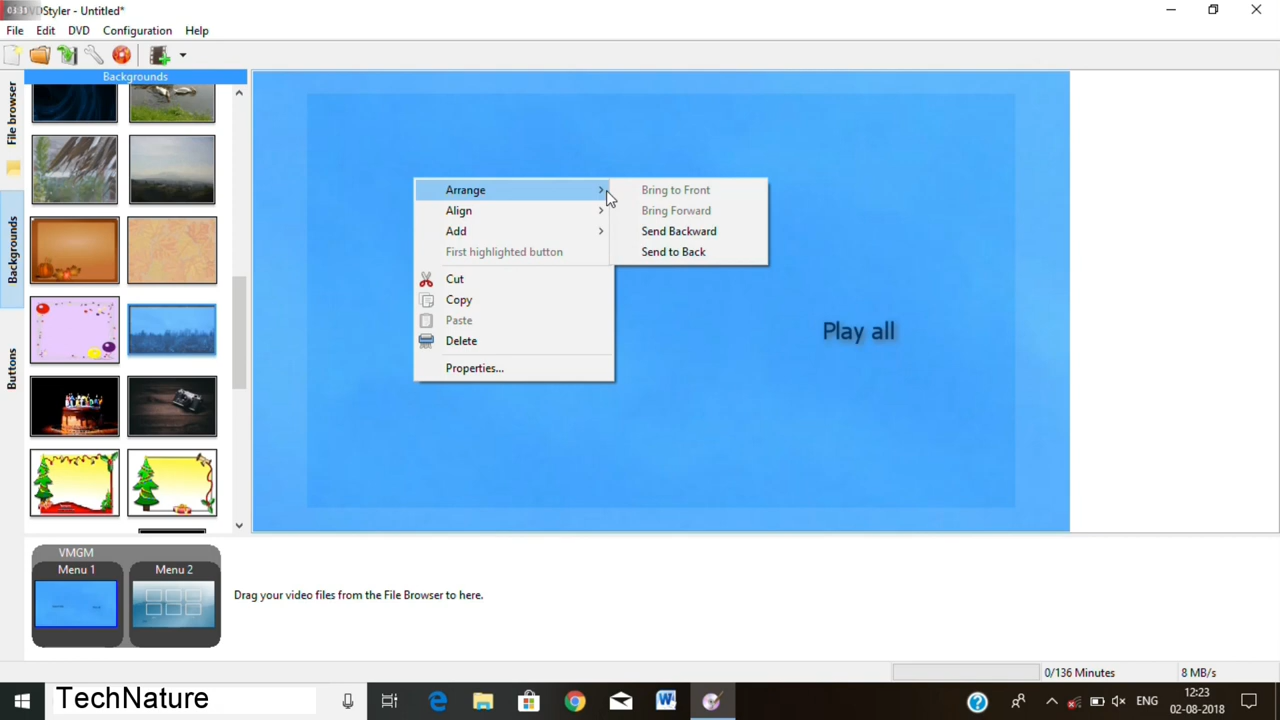 03:31 VDStyler - Untitled*
File Edit DVD Configuration Help
Backgrounds
File browser
Backgrounds
Buttons
Arrange
Align
Add
First highlighted button
Cut
Copy
Paste
Delete
Properties...
Bring to Front
Bring Forward
Send Backward
Send to Back
Play all
VMGM
Menu 1 Menu 2
Drag your video files from the File Browser to here.
0/136 Minutes 8 MB/s
TechNature
ENG
12:23
02-08-2018